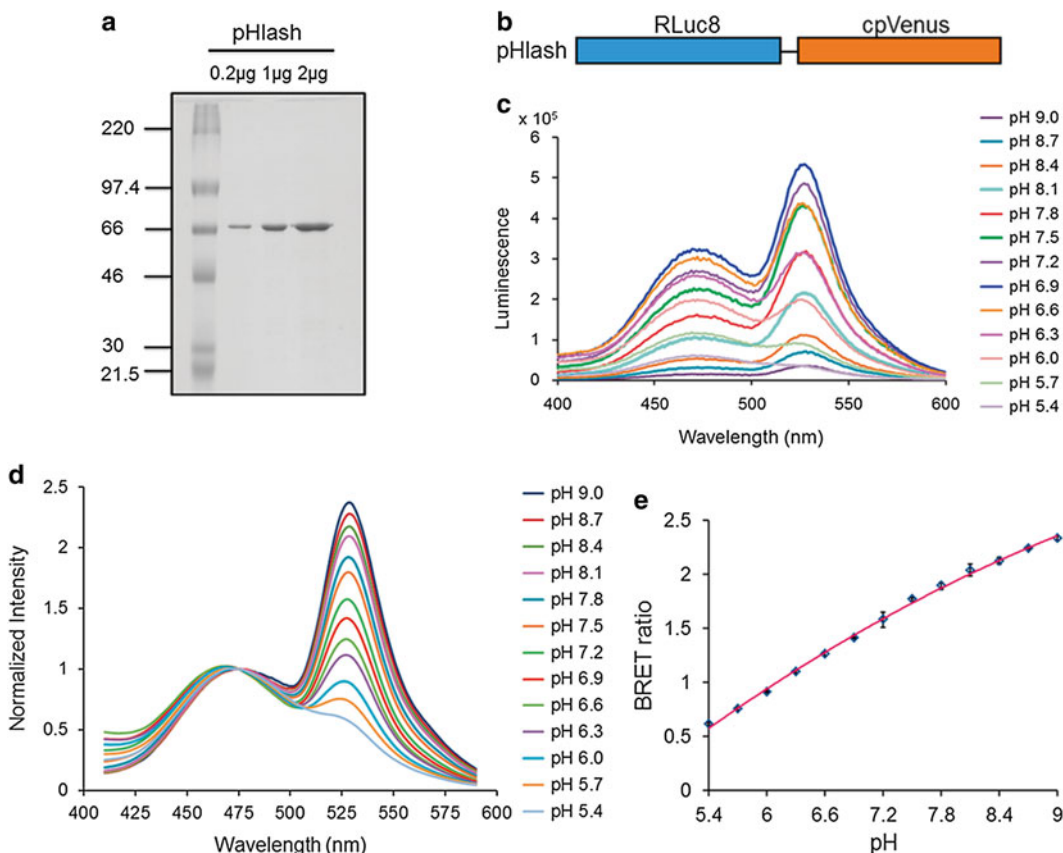 a
pHlash
0.2µg 1µg 2µg
220
97.4
66
46
30
21.5
b
RLuc8 cpVenus
pHlash
c
x 10⁵
6
5
4
3
2
1
0
Luminescence
400 450 500 550 600
Wavelength (nm)
pH 9.0
pH 8.7
pH 8.4
pH 8.1
pH 7.8
pH 7.5
pH 7.2
pH 6.9
pH 6.6
pH 6.3
pH 6.0
pH 5.7
pH 5.4
d
2.5
2
1.5
1
0.5
0
Normalized Intensity
400 425 450 475 500 525 550 575 600
Wavelength (nm)
pH 9.0
pH 8.7
pH 8.4
pH 8.1
pH 7.8
pH 7.5
pH 7.2
pH 6.9
pH 6.6
pH 6.3
pH 6.0
pH 5.7
pH 5.4
e
2.5
2
1.5
1
0.5
0
BRET ratio
5.4 6 6.6 7.2 7.8 8.4 9
pH